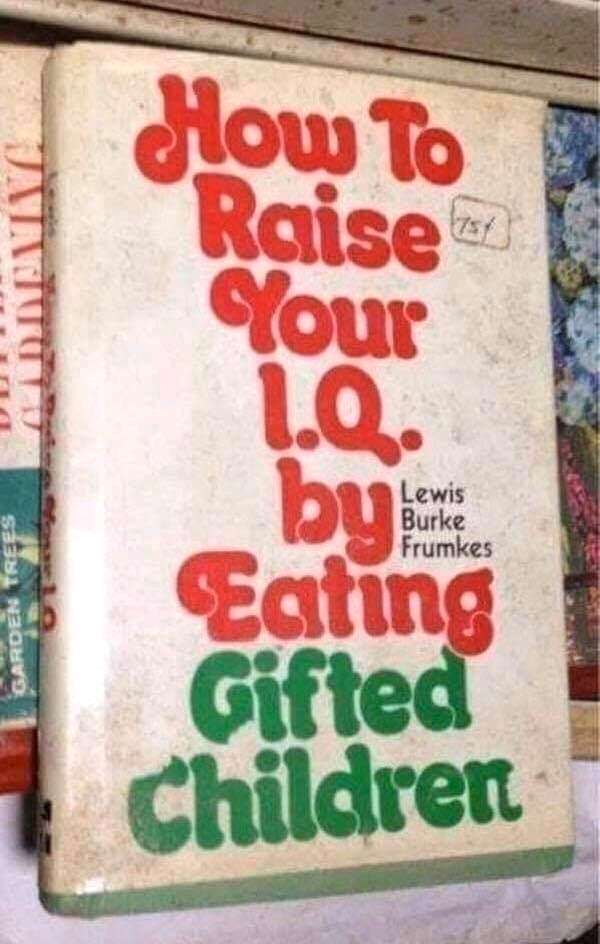 How To
Raise
75¢
Your
I.Q.
by
Lewis
Burke
Frumkes
Eating
Gifted
Children
GARDENING
GARDEN TREES